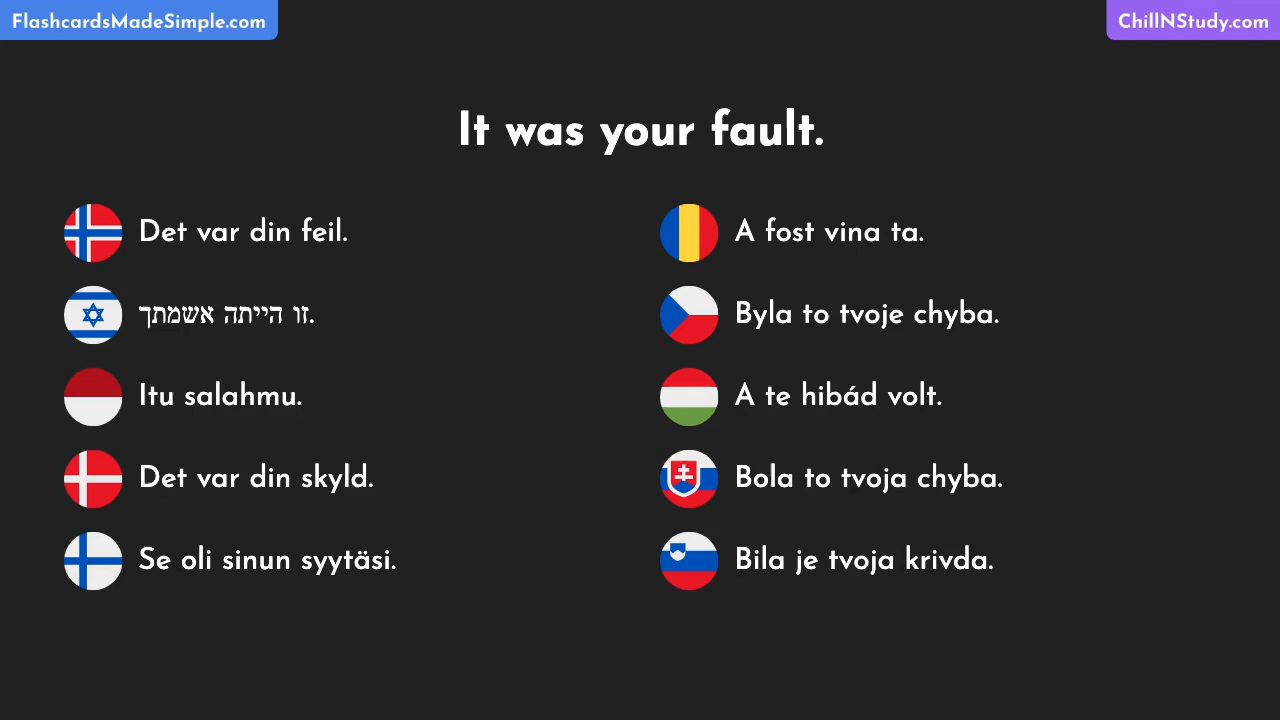 FlashcardsMadeSimple.com
ChillNStudy.com
It was your fault.
Det var din feil.
זו הייתה אשמתך.
Itu salahmu.
Det var din skyld.
Se oli sinun syytäsi.
A fost vina ta.
Byla to tvoje chyba.
A te hibád volt.
Bola to tvoja chyba.
Bila je tvoja krivda.